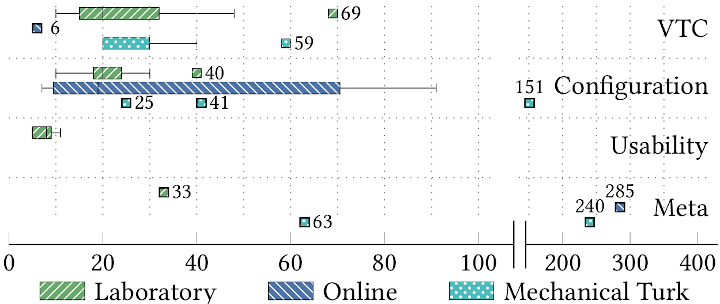 69
VTC
6
59
40
151 Configuration
25
41
Usability
33
285
240
Meta
63
0 20 40 60 80 100 200 300 400
Laboratory Online Mechanical Turk